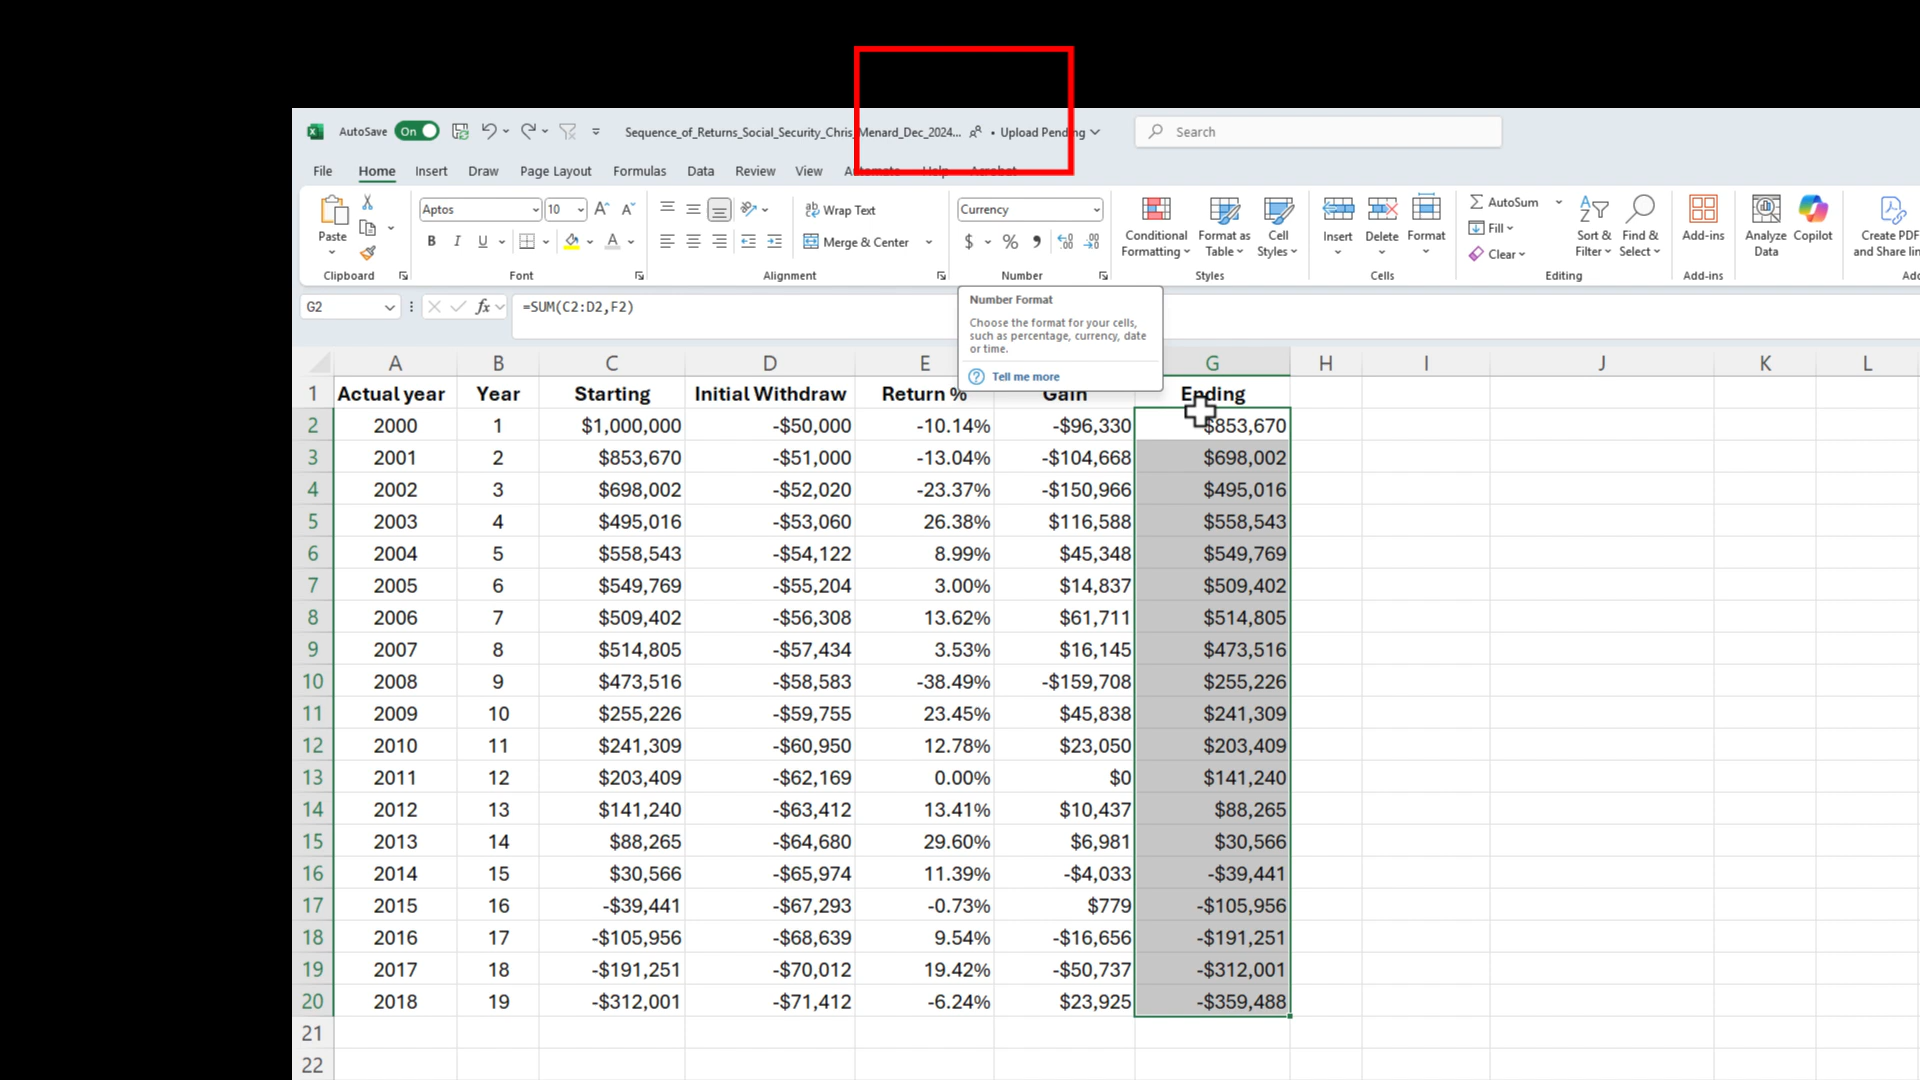 AutoSave On Sequence_of_Returns_Social_Security_Chris_Menard_Dec_2024... • Upload Pending Search
File Home Insert Draw Page Layout Formulas Data Review View Automate Help Acrobat
Paste
Clipboard
Aptos 10
B I U A
Font
Wrap Text
Merge & Center
Alignment
Currency
$ % 9
Number
Conditional Formatting
Format as Table
Cell Styles
Styles
Insert Delete Format
Cells
AutoSum
Fill
Clear
Sort & Filter
Find & Select
Editing
Add-ins
Add-ins
Analyze Data
Copilot
Create PDF
and Share lin
G2 fx =SUM(C2:D2,F2)
Number Format
Choose the format for your cells,
such as percentage, currency, date
or time.
Tell me more
A B C D E G H I J K L
1 Actual year Year Starting Initial Withdraw Return % Gain Ending
2 2000 1 $1,000,000 -$50,000 -10.14% -$96,330 $853,670
3 2001 2 $853,670 -$51,000 -13.04% -$104,668 $698,002
4 2002 3 $698,002 -$52,020 -23.37% -$150,966 $495,016
5 2003 4 $495,016 -$53,060 26.38% $116,588 $558,543
6 2004 5 $558,543 -$54,122 8.99% $45,348 $549,769
7 2005 6 $549,769 -$55,204 3.00% $14,837 $509,402
8 2006 7 $509,402 -$56,308 13.62% $61,711 $514,805
9 2007 8 $514,805 -$57,434 3.53% $16,145 $473,516
10 2008 9 $473,516 -$58,583 -38.49% -$159,708 $255,226
11 2009 10 $255,226 -$59,755 23.45% $45,838 $241,309
12 2010 11 $241,309 -$60,950 12.78% $23,050 $203,409
13 2011 12 $203,409 -$62,169 0.00% $0 $141,240
14 2012 13 $141,240 -$63,412 13.41% $10,437 $88,265
15 2013 14 $88,265 -$64,680 29.60% $6,981 $30,566
16 2014 15 $30,566 -$65,974 11.39% -$4,033 -$39,441
17 2015 16 -$39,441 -$67,293 -0.73% $779 -$105,956
18 2016 17 -$105,956 -$68,639 9.54% -$16,656 -$191,251
19 2017 18 -$191,251 -$70,012 19.42% -$50,737 -$312,001
20 2018 19 -$312,001 -$71,412 -6.24% $23,925 -$359,488
21
22